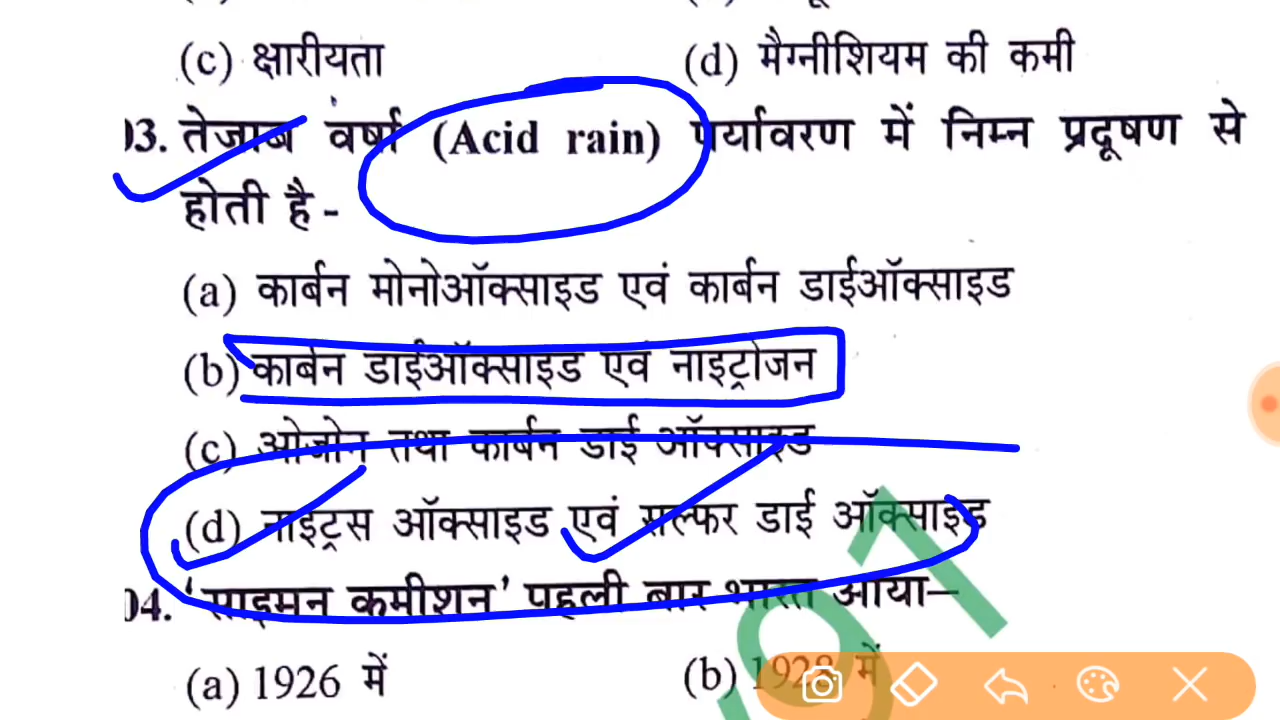 (c) क्षारीयता (d) मैग्नीशियम की कमी
03. तेजाब वर्षा (Acid rain) पर्यावरण में निम्न प्रदूषण से
होती है -
(a) कार्बन मोनोऑक्साइड एवं कार्बन डाईऑक्साइड
(b) कार्बन डाईऑक्साइड एवं नाइट्रोजन
(c) ओजोन तथा कार्बन डाई ऑक्साइड
(d) नाइट्रस ऑक्साइड एवं सल्फर डाई ऑक्साइड
04. 'साइमन कमीशन' पहली बार भारत आया–
(a) 1926 में (b) 1928 में